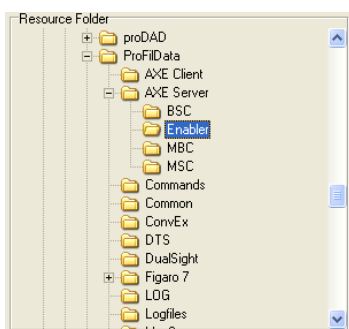 Resource Folder
proDAD
ProFilData
AXE Client
AXE Server
BSC
Enabler
MBC
MSC
Commands
Common
ConvEx
DTS
DualSight
Figaro 7
LOG
Logfiles